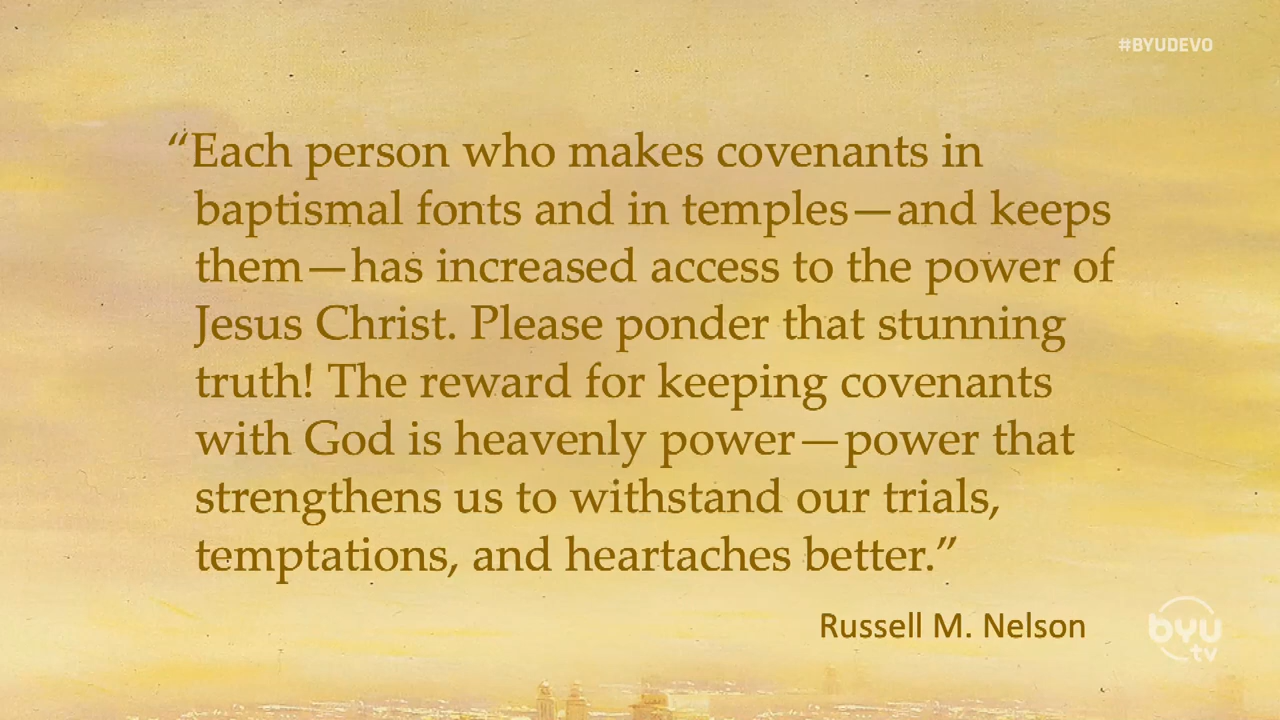 #BYUDEVO
“Each person who makes covenants in
baptismal fonts and in temples—and keeps
them—has increased access to the power of
Jesus Christ. Please ponder that stunning
truth! The reward for keeping covenants
with God is heavenly power—power that
strengthens us to withstand our trials,
temptations, and heartaches better.”
Russell M. Nelson
byu
tv